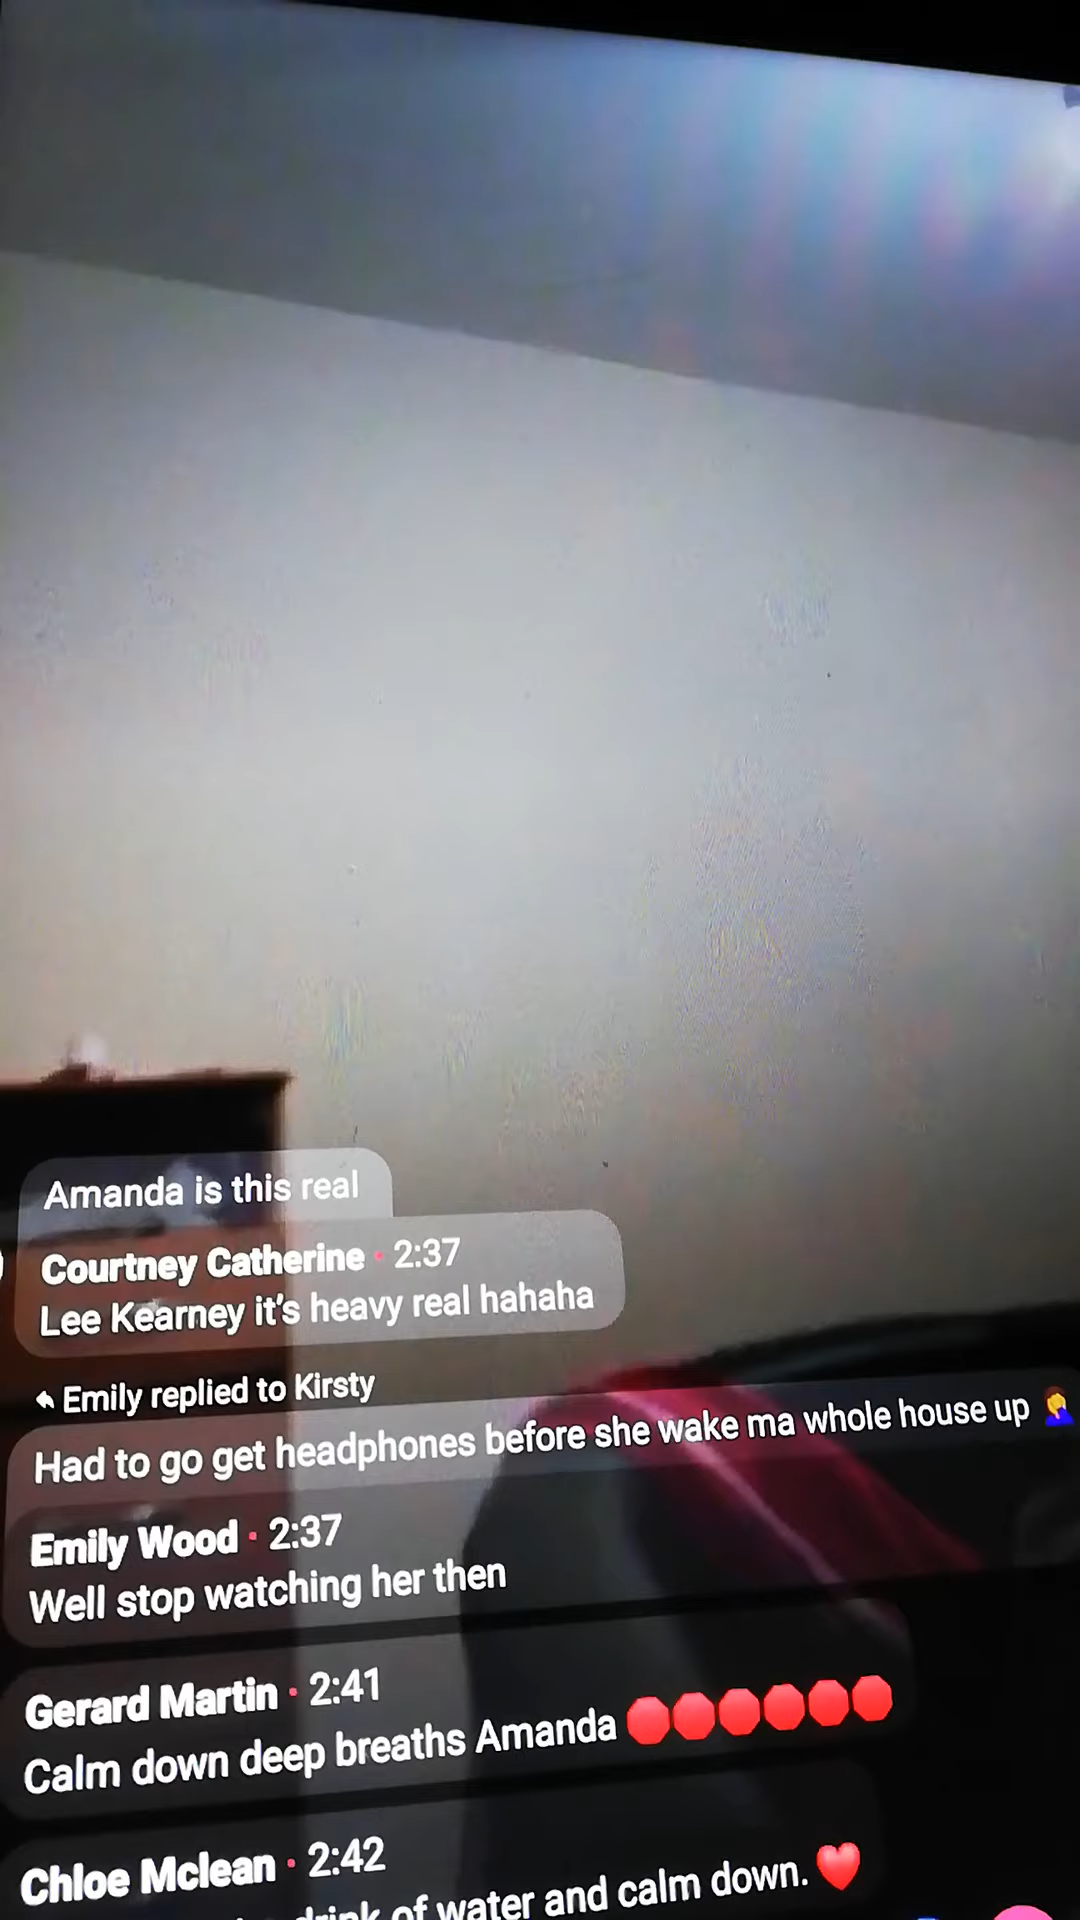 Amanda is this real
Courtney Catherine · 2:37
Lee Kearney it's heavy real hahaha
Emily replied to Kirsty
Had to go get headphones before she wake ma whole house up 🤦‍♀️
Emily Wood · 2:37
Well stop watching her then
Gerard Martin · 2:41
Calm down deep breaths Amanda 🛑🛑🛑🛑🛑🛑
Chloe Mclean · 2:42
drink of water and calm down. ❤️